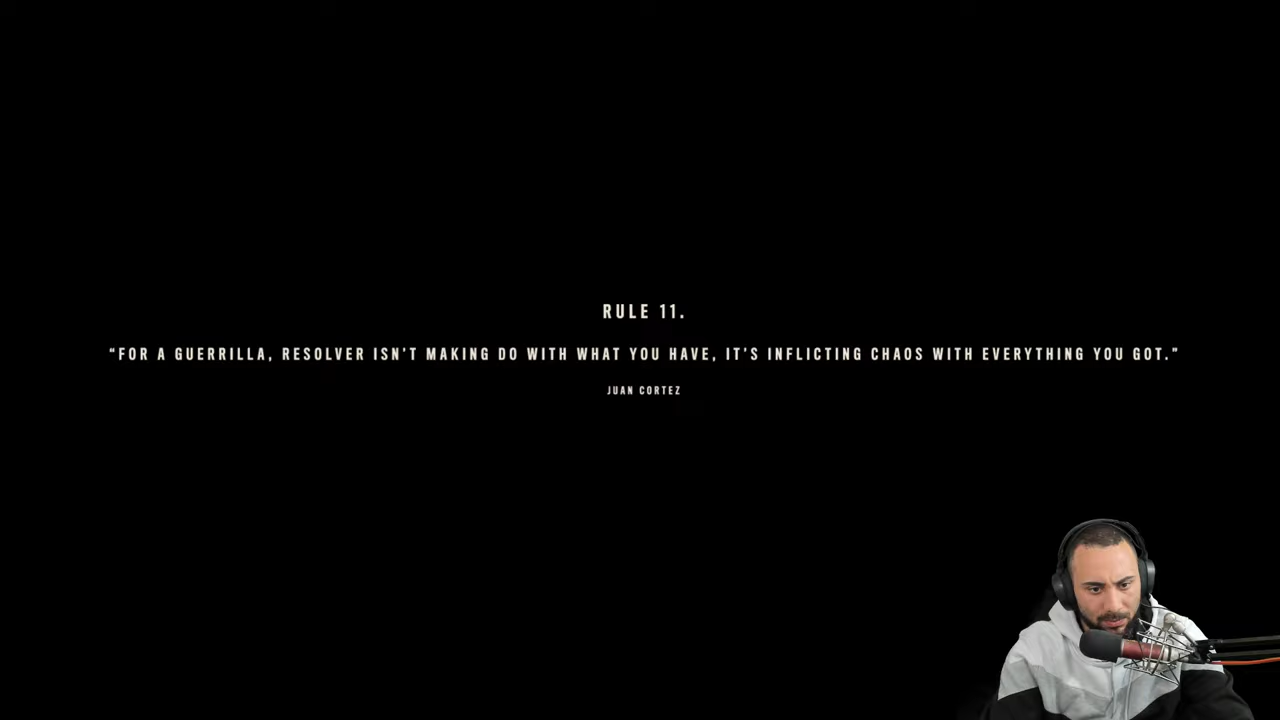 RULE 11.
“FOR A GUERRILLA, RESOLVER ISN’T MAKING DO WITH WHAT YOU HAVE, IT’S INFLICTING CHAOS WITH EVERYTHING YOU GOT.”
JUAN CORTEZ